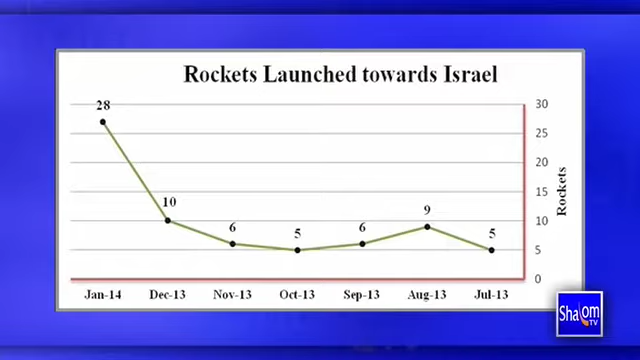 Rockets Launched towards Israel
28
10
6
5
6
9
5
30
25
20
15
10
5
0
Rockets
Jan-14 Dec-13 Nov-13 Oct-13 Sep-13 Aug-13 Jul-13
Shalom
TV